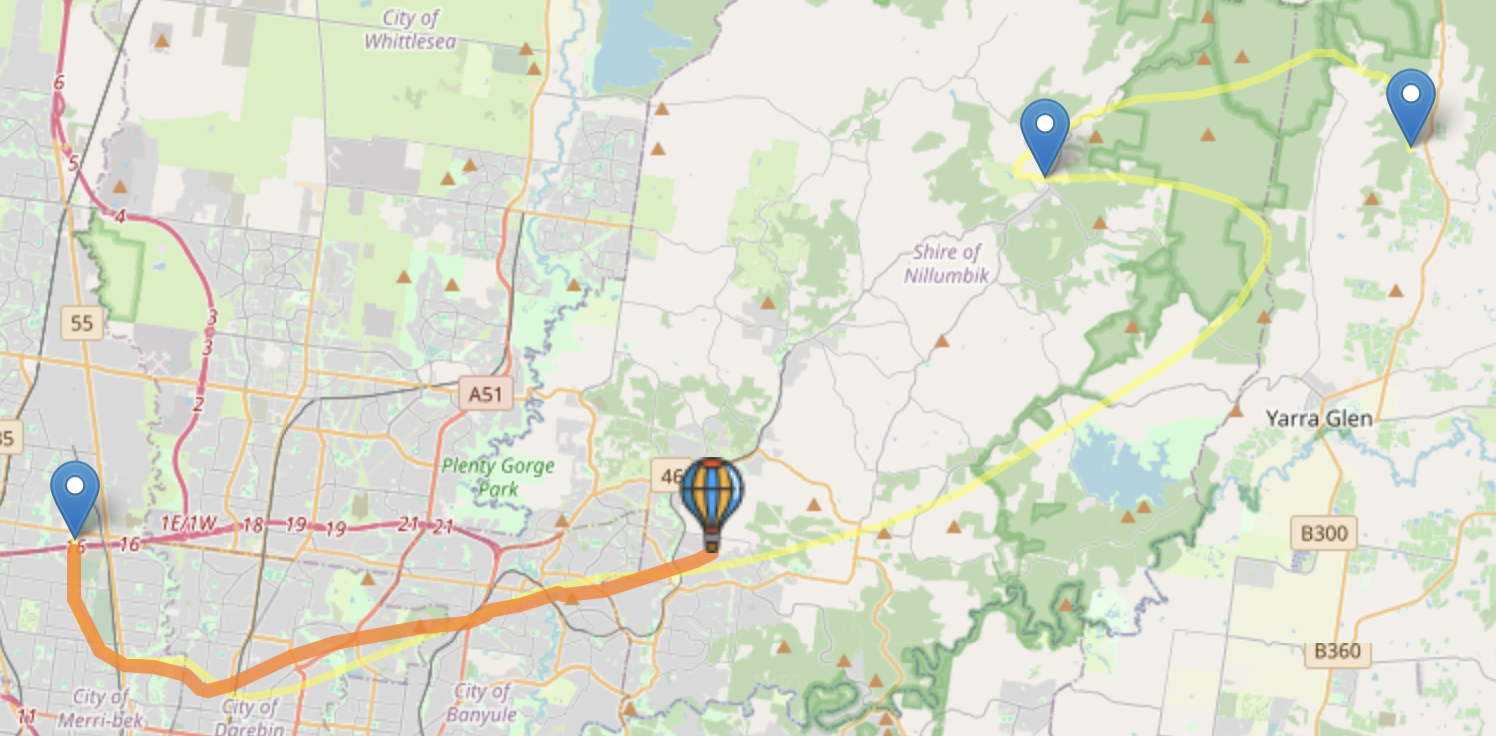 City of
Whittlesea
6
5
4
3
3
55
2
A51
35
Shire of
Nillumbik
Yarra Glen
Plenty Gorge
Park
46
B300
1E/1W
18
19
19
21
21
16
16
B360
City of
Merri-bek
City of
Darebin
City of
Banyule
11